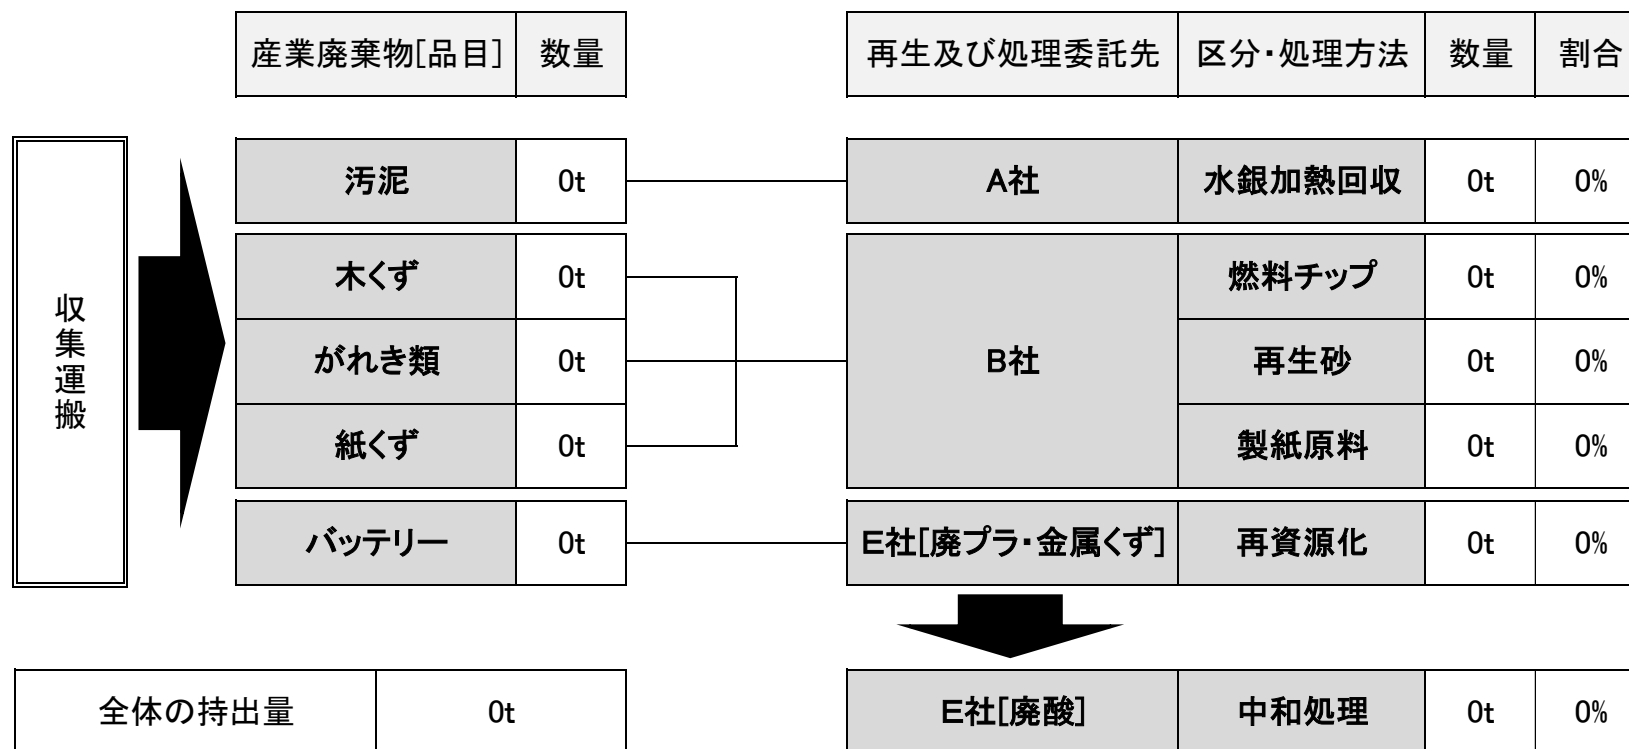 産業廃棄物[品目] 数量 再生及び処理委託先 区分・処理方法 数量 割合
収集運搬
汚泥 0t A社 水銀加熱回収 0t 0%
木くず 0t B社 燃料チップ 0t 0%
がれき類 0t 再生砂 0t 0%
紙くず 0t 製紙原料 0t 0%
バッテリー 0t E社[廃プラ・金属くず] 再資源化 0t 0%
全体の持出量 0t E社[廃酸] 中和処理 0t 0%